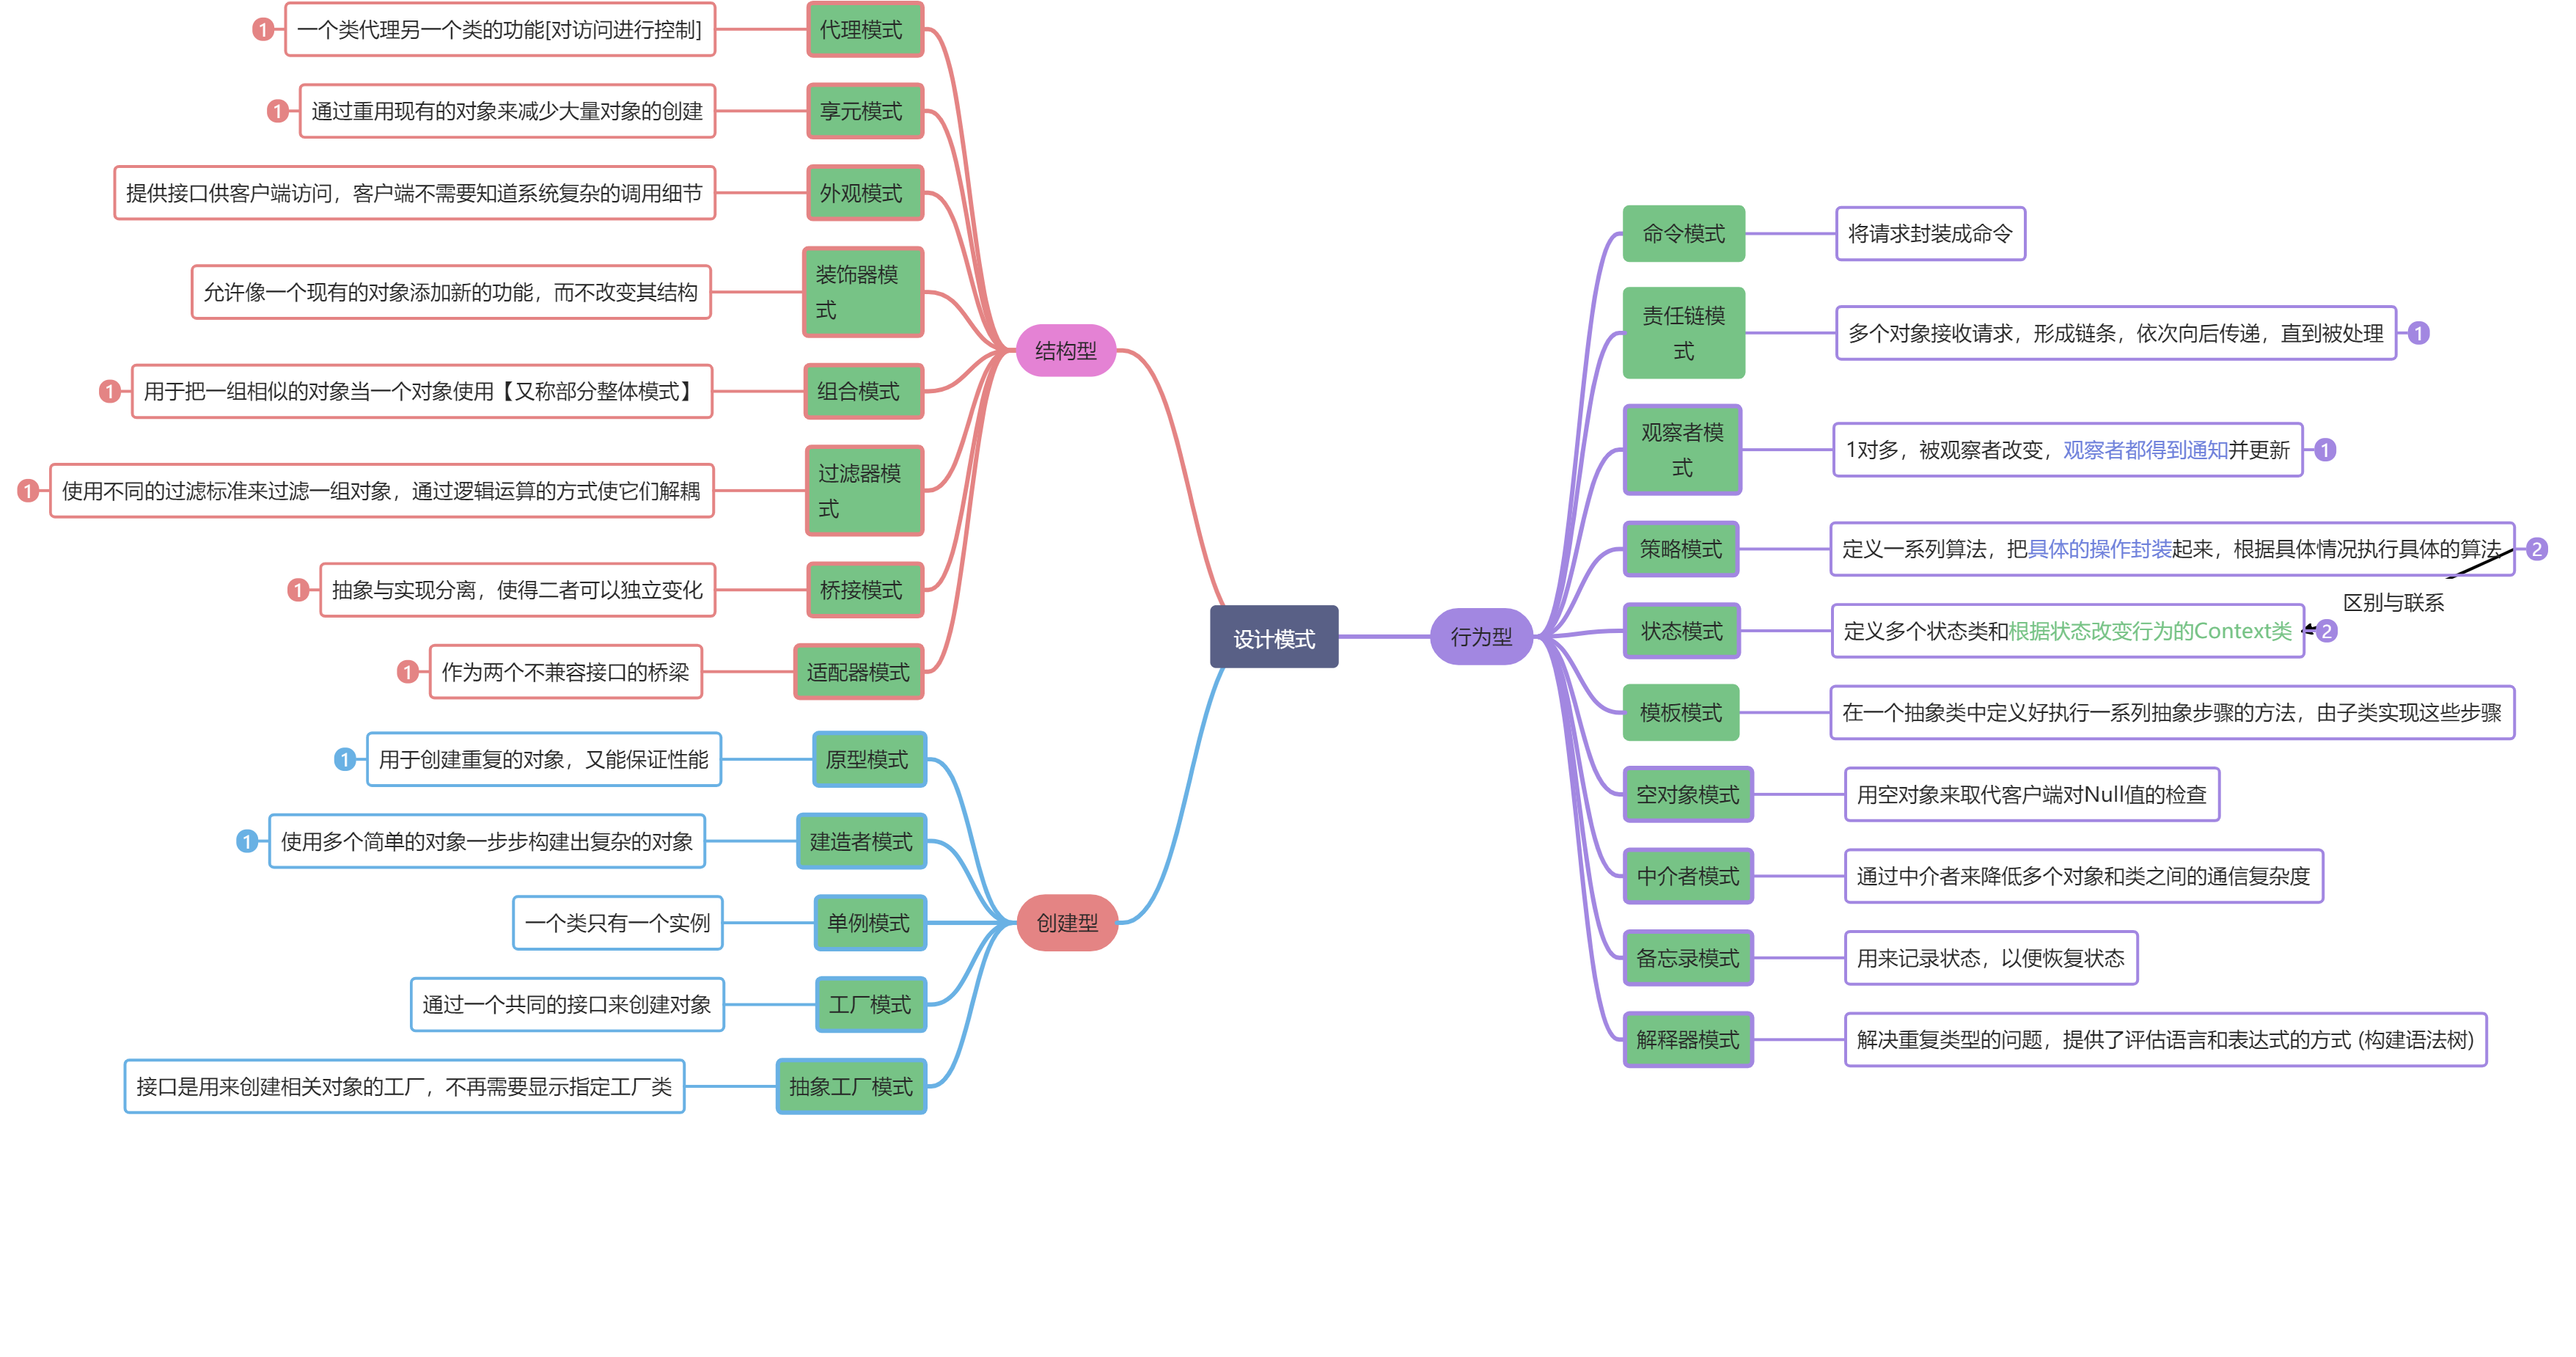 设计模式
结构型
代理模式
一个类代理另一个类的功能[对访问进行控制]
1
享元模式
通过重用现有的对象来减少大量对象的创建
1
外观模式
提供接口供客户端访问，客户端不需要知道系统复杂的调用细节
装饰器模
式
允许像一个现有的对象添加新的功能，而不改变其结构
组合模式
用于把一组相似的对象当一个对象使用【又称部分整体模式】
1
过滤器模
式
使用不同的过滤标准来过滤一组对象，通过逻辑运算的方式使它们解耦
1
桥接模式
抽象与实现分离，使得二者可以独立变化
1
适配器模式
作为两个不兼容接口的桥梁
1
创建型
原型模式
用于创建重复的对象，又能保证性能
1
建造者模式
使用多个简单的对象一步步构建出复杂的对象
1
单例模式
一个类只有一个实例
工厂模式
通过一个共同的接口来创建对象
抽象工厂模式
接口是用来创建相关对象的工厂，不再需要显示指定工厂类
行为型
命令模式
将请求封装成命令
责任链模
式
多个对象接收请求，形成链条，依次向后传递，直到被处理
1
观察者模
式
1对多，被观察者改变，观察者都得到通知并更新
1
策略模式
定义一系列算法，把具体的操作封装起来，根据具体情况执行具体的算法
2
区别与联系
状态模式
定义多个状态类和根据状态改变行为的Context类
2
模板模式
在一个抽象类中定义好执行一系列抽象步骤的方法，由子类实现这些步骤
空对象模式
用空对象来取代客户端对Null值的检查
中介者模式
通过中介者来降低多个对象和类之间的通信复杂度
备忘录模式
用来记录状态，以便恢复状态
解释器模式
解决重复类型的问题，提供了评估语言和表达式的方式 (构建语法树)